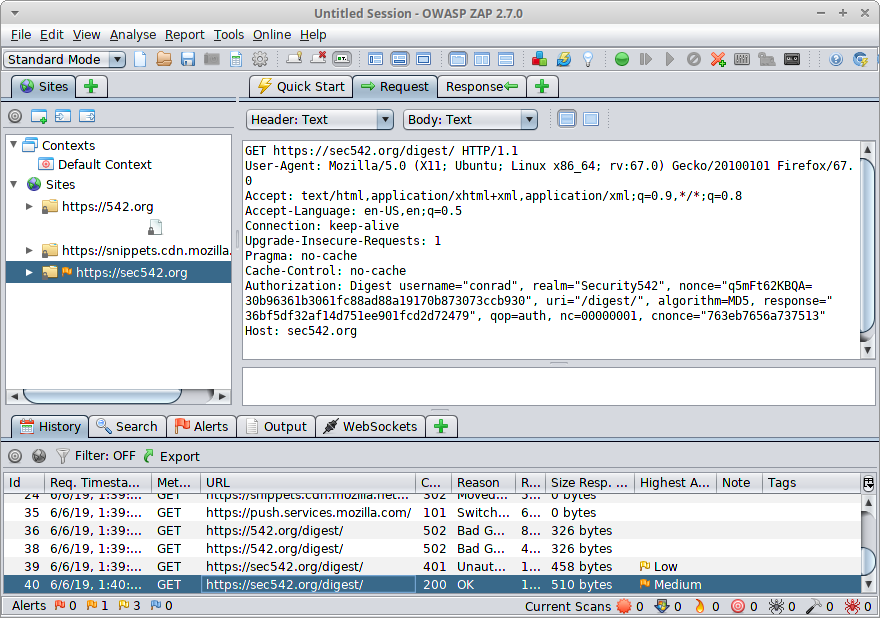 Untitled Session - OWASP ZAP 2.7.0
File Edit View Analyse Report Tools Online Help
Standard Mode
Sites
Quick Start Request Response
Header: Text Body: Text
Contexts
Default Context
Sites
https://542.org
https://snippets.cdn.mozilla.
https://sec542.org
GET https://sec542.org/digest/ HTTP/1.1
User-Agent: Mozilla/5.0 (X11; Ubuntu; Linux x86_64; rv:67.0) Gecko/20100101 Firefox/67.
0
Accept: text/html,application/xhtml+xml,application/xml;q=0.9,*/*;q=0.8
Accept-Language: en-US,en;q=0.5
Connection: keep-alive
Upgrade-Insecure-Requests: 1
Pragma: no-cache
Cache-Control: no-cache
Authorization: Digest username="conrad", realm="Security542", nonce="q5mFt62KBQA=
30b96361b3061fc88ad88a19170b873073ccb930", uri="/digest/", algorithm=MD5, response="
36bf5df32af14d751ee901fcd2d72479", qop=auth, nc=00000001, cnonce="763eb7656a737513"
Host: sec542.org
History Search Alerts Output WebSockets
Filter: OFF Export
Id Req. Timesta... Met... URL C... Reason R... Size Resp. ... Highest A... Note Tags
24 6/6/19, 1:39:... GET https://snippets.cdn.mozilla.net... 302 Moved... 5... 0 bytes
35 6/6/19, 1:39:... GET https://push.services.mozilla.com/ 101 Switch... 6... 0 bytes
36 6/6/19, 1:39:... GET https://542.org/digest/ 502 Bad G... 8... 326 bytes
38 6/6/19, 1:39:... GET https://542.org/digest/ 502 Bad G... 4... 326 bytes
39 6/6/19, 1:39:... GET https://sec542.org/digest/ 401 Unaut... 1... 458 bytes Low
40 6/6/19, 1:40:... GET https://sec542.org/digest/ 200 OK 1... 510 bytes Medium
Alerts 0 1 3 0 Current Scans 0 0 0 0 0 0 0